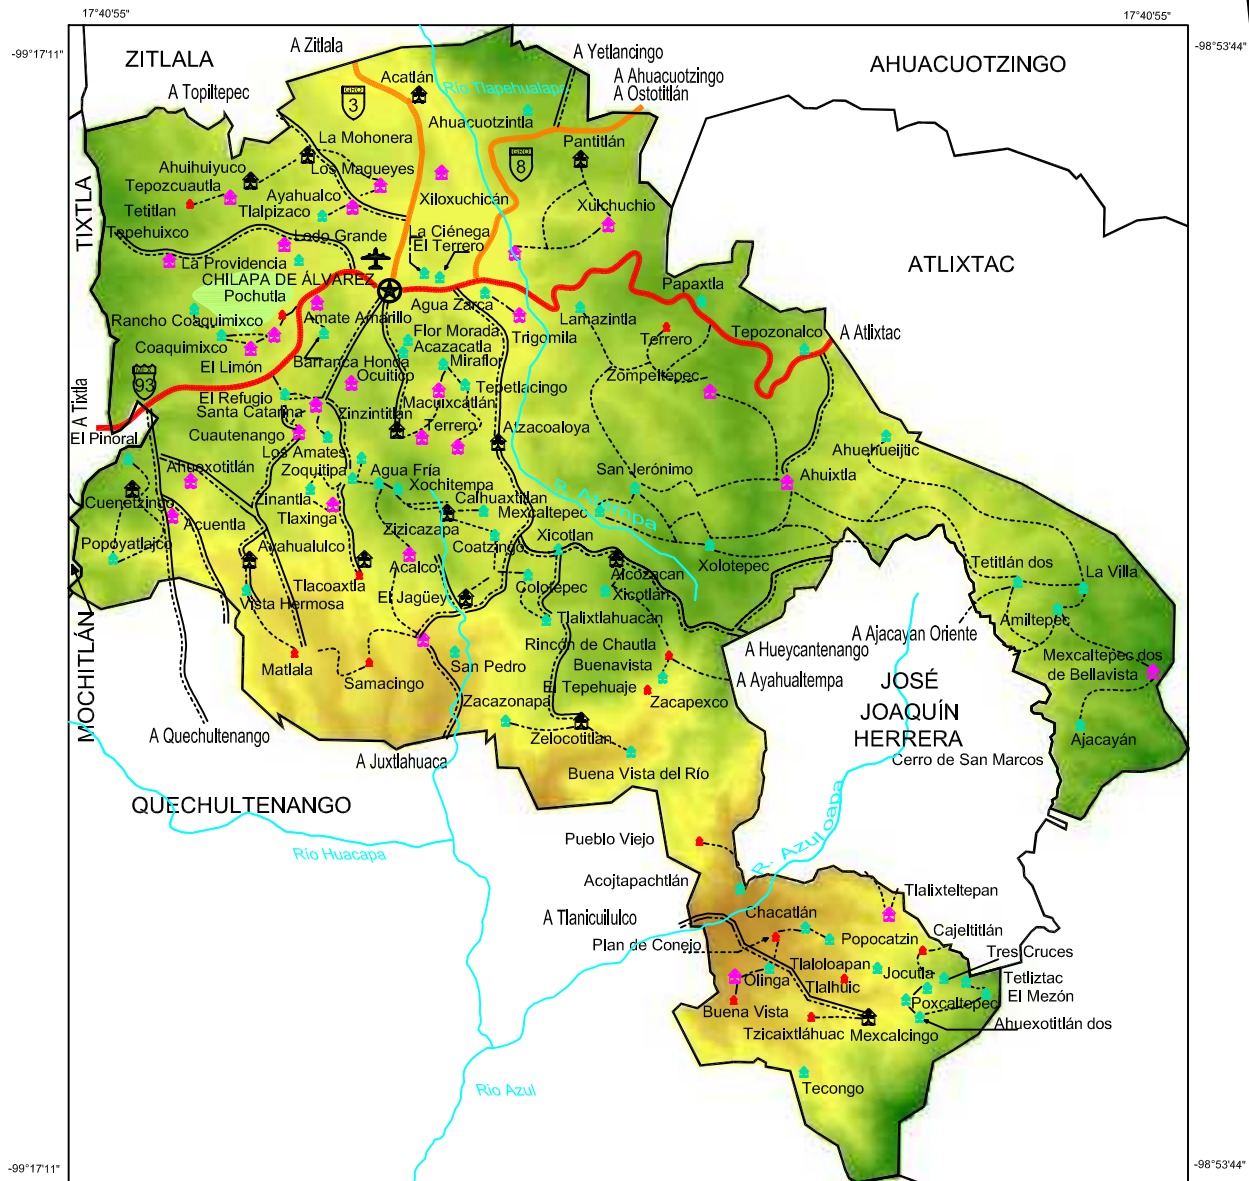 17°40'55"
17°40'55"
-99°17'11"
-98°53'44"
ZITLALA
A Zitlala
A Yetlancingo
A Ahuacuotzingo
A Ostotitlán
AHUACUOTZINGO
A Topiltepec
Acatlán
Río Tlapehualapa
GRO
3
Ahuacuotzintla
La Mohonera
Pantitlán
GRO
8
Ahuihuiyuco
Los Magueyes
Tepozcuautla
Ayahualco
Xiloxuchicán
Xulchuchio
Tetitlan
Tlalpizaco
TIXTLA
Tepehuixco
Lodo Grande
La Ciénega
El Terrero
La Providencia
ATLIXTAC
CHILAPA DE ÁLVAREZ
Pochutla
Agua Zarca
Papaxtla
Rancho Coaquimixco
Amate Amarillo
Lamazintla
Flor Morada
Trigomila
Terrero
Tepozonalco
A Atlixtac
Coaquimixco
Acazacatla
Barranca Honda
Miraflor
El Limón
Ocuitico
Zompeltepec
93
Tepetlacingo
El Refugio
Macuixcatlán
A Tixtla
Santa Catarina
Zinzintitlán
Terrero
Atzacoaloya
El Pinoral
Cuautenango
Los Amates
Ahuehueijtic
Ahuexotitlán
Zoquitipa
Agua Fría
San Jerónimo
Ahuixtla
Xochitempa
R. Atempa
Cuenetzingo
Zinantla
Calhuaxtitlan
Tlaxinga
Mexcaltepec
Acuentla
Zizicazapa
Xicotlan
Popoyatlajco
Ayahualulco
Coatzingo
Xolotepec
Acalco
Alcozacan
Tetitlán dos
La Villa
Tlacoaxtla
Colotepec
Xicotlán
Vista Hermosa
El Jagüey
Amiltepec
Tlalixtlahuacán
A Ajacayan Oriente
MOCHITLÁN
Rincón de Chautla
A Hueycantenango
Matlala
San Pedro
Buenavista
Mexcaltepec dos
de Bellavista
Samacingo
A Ayahualtempa
El Tepehuaje
JOSÉ
JOAQUÍN
HERRERA
Zacapexco
Zacazonapa
A Quechultenango
Zelocotitlán
Ajacayán
A Juxtlahuaca
Cerro de San Marcos
Buena Vista del Río
QUECHULTENANGO
Pueblo Viejo
R. Azul oapa
Río Huacapa
Acojtapachtlán
Tlalixteltepan
A Tlanicuilulco
Chacatlán
Cajeltitlán
Plan de Conejo
Popocatzin
Tres Cruces
Tlaloloapan
Jocutla
Tetliztac
Olinga
Tlalhuic
El Mezón
Buena Vista
Poxcaltepec
Tzicaixtláhuac
Mexcalcingo
Ahuexotitlán dos
Río Azul
Tecongo
-99°17'11"
-98°53'44"